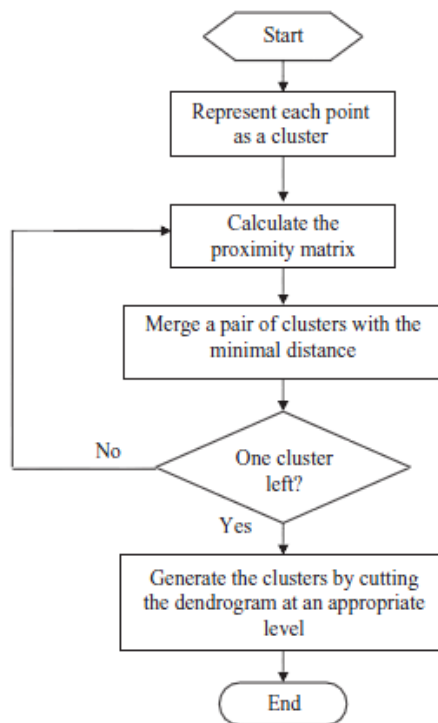 Start
Represent each point
as a cluster
Calculate the
proximity matrix
Merge a pair of clusters with the
minimal distance
No
One cluster
left?
Yes
Generate the clusters by cutting
the dendrogram at an appropriate
level
End